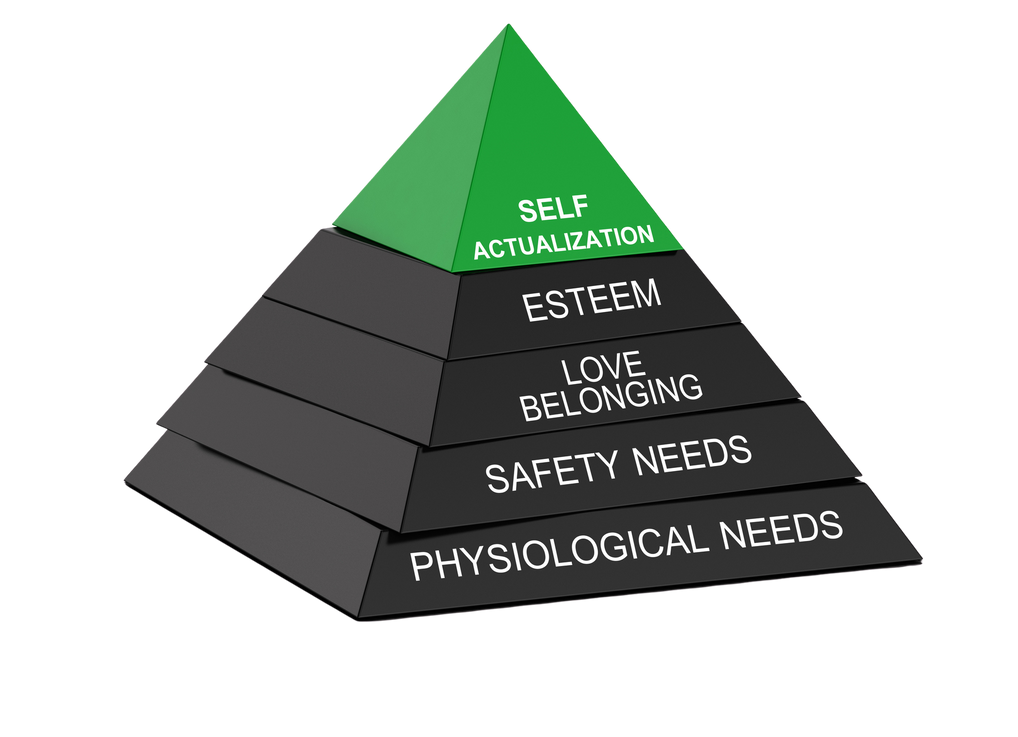 SELF
ACTUALIZATION
ESTEEM
LOVE
BELONGING
SAFETY NEEDS
PHYSIOLOGICAL NEEDS